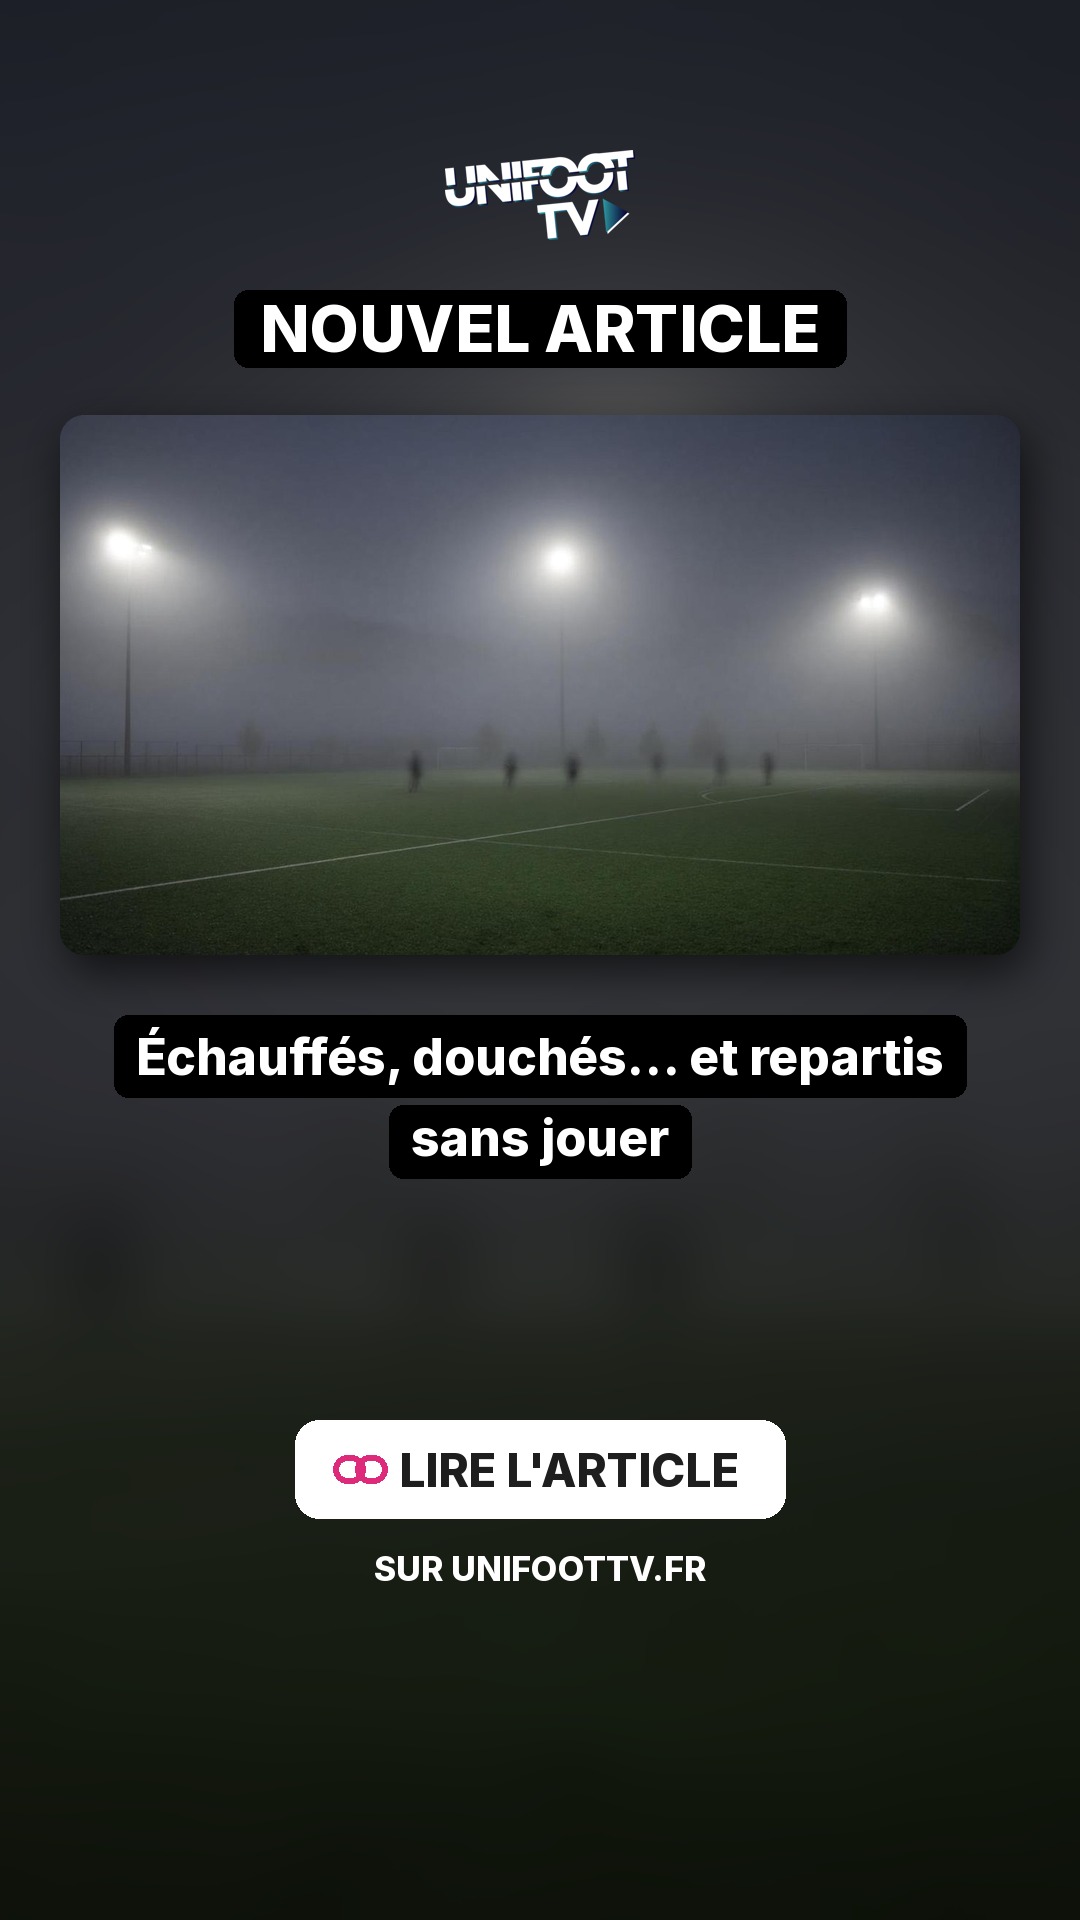 UNIFOOT
TV
NOUVEL ARTICLE
Échauffés, douchés... et repartis
sans jouer
LIRE L'ARTICLE
SUR UNIFOOTTV.FR